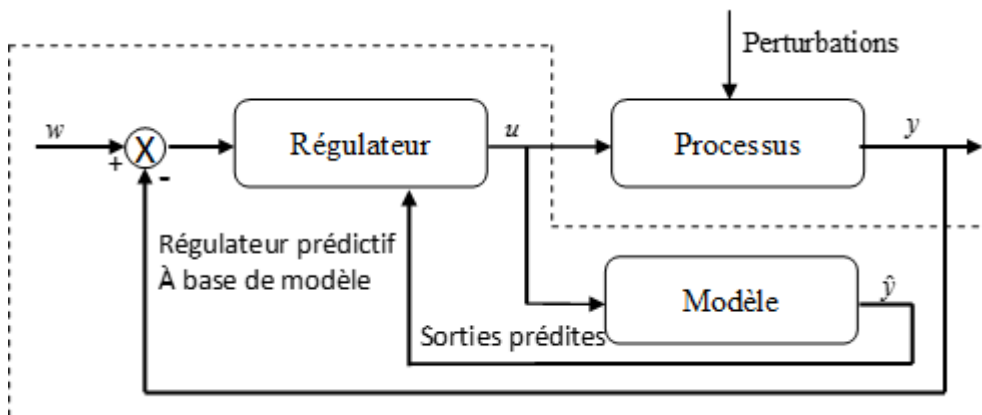 Perturbations
w
+
X
-
Régulateur
u
Processus
y
Régulateur prédictif
À base de modèle
Modèle
ŷ
Sorties prédites